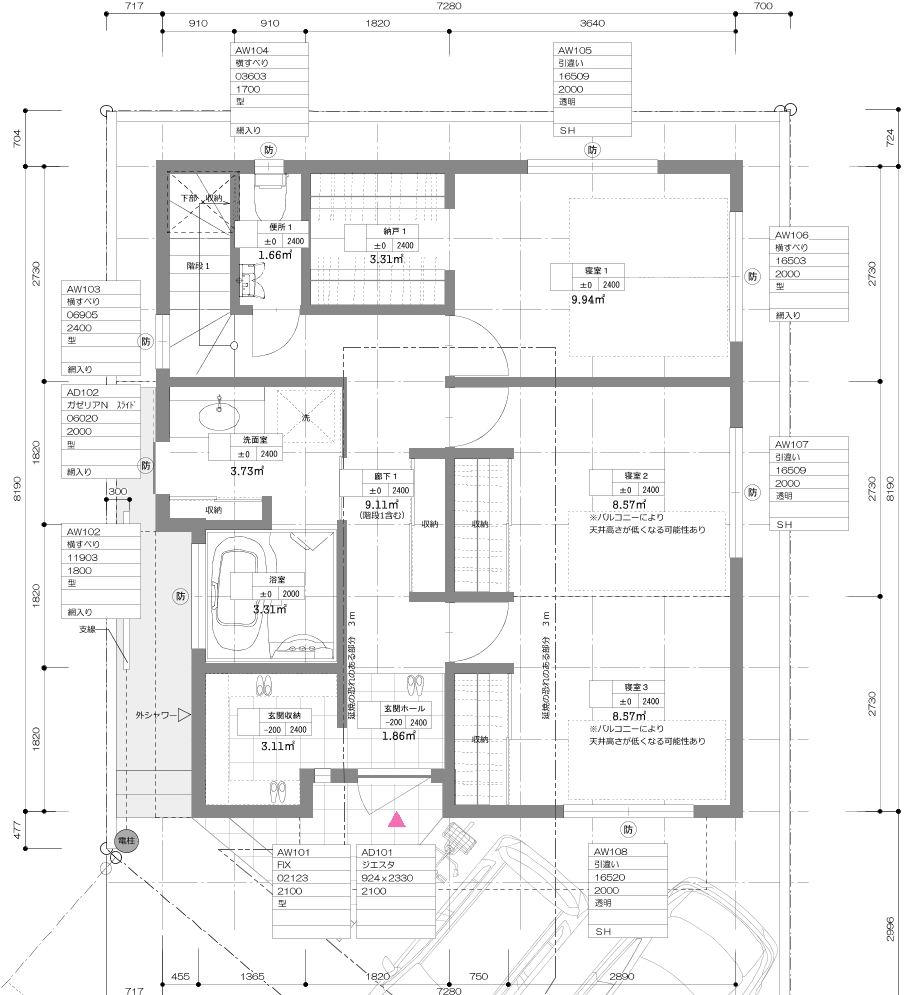 717
7280
700
910
910
1820
3640
AW104
横すべり
03603
1700
型
網入り
AW105
引違い
16509
2000
透明
SH
704
724
防
防
下部 収納
便所1
±0 2400
1.66㎡
納戸1
±0 2400
3.31㎡
階段1
寝室1
±0 2400
9.94㎡
防
AW106
横すべり
16503
2000
型
網入り
2730
2730
AW103
横すべり
06905
2400
型
網入り
防
AD102
ガゼリアN ｽﾗｲﾄﾞ
06020
2000
型
網入り
防
洗
洗面室
±0 2400
3.73㎡
収納
廊下1
±0 2400
9.11㎡
(階段1含む)
収納
収納
寝室2
±0 2400
8.57㎡
※バルコニーにより
天井高さが低くなる可能性あり
防
AW107
引違い
16509
2000
透明
SH
1820
8190
2730
8190
300
AW102
横すべり
11903
1800
型
網入り
防
浴室
±0 2000
3.31㎡
1820
支線
延焼の恐れのある部分 3m
延焼の恐れのある部分 3m
外シャワー
玄関収納
-200 2400
3.11㎡
玄関ホール
-200 2400
1.86㎡
収納
寝室3
±0 2400
8.57㎡
※バルコニーにより
天井高さが低くなる可能性あり
1820
2730
477
電柱
防
AW101
FIX
02123
2100
型
AD101
ジエスタ
924×2330
2100
AW108
引違い
16520
2000
透明
SH
2996
455
1365
1820
750
2890
717
7280
700